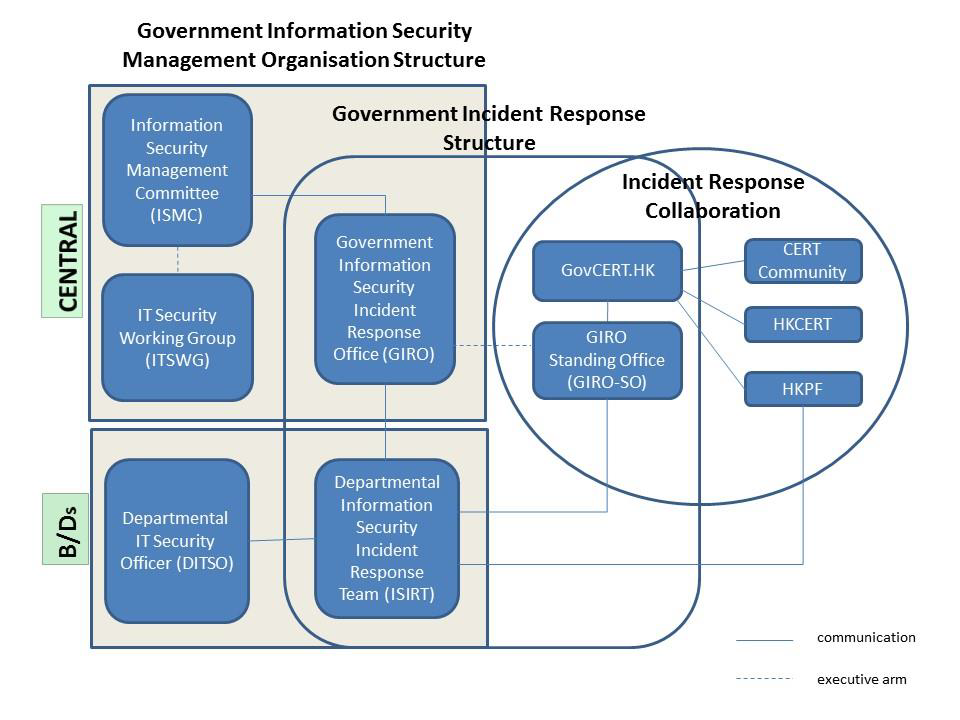 Government Information Security
Management Organisation Structure
Government Incident Response
Structure
Incident Response
Collaboration
CENTRAL
Information
Security
Management
Committee
(ISMC)
IT Security
Working Group
(ITSWG)
Government
Information
Security
Incident
Response
Office (GIRO)
GovCERT.HK
GIRO
Standing Office
(GIRO-SO)
CERT
Community
HKCERT
HKPF
B/Ds
Departmental
IT Security
Officer (DITSO)
Departmental
Information
Security
Incident
Response
Team (ISIRT)
communication
executive arm